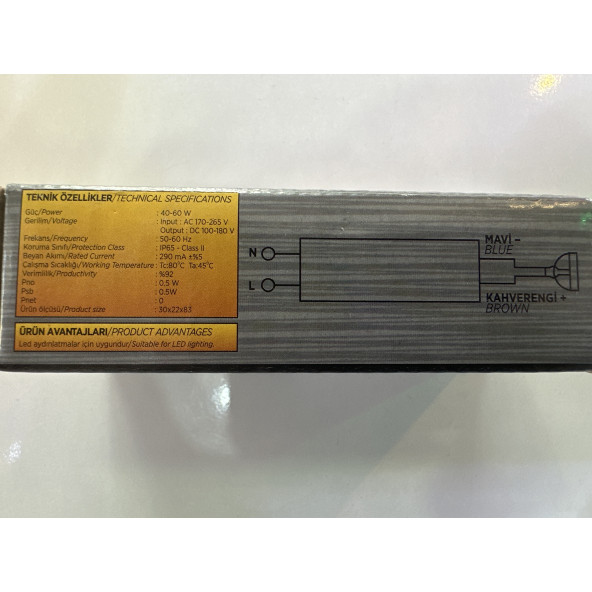 TEKNİK ÖZELLİKLER/TECHNICAL SPECIFICATIONS
Güç/Power : 40-60 W
Gerilim/Voltage : Input : AC 170-265 V
Output : DC 100-180 V
Frekans/Frequency : 50-60 Hz
Koruma Sınıfı/Protection Class : IP65 - Class II
Beyan Akımı/Rated Current : 290 mA ±%5
Çalışma Sıcaklığı/Working Temperature : Tc:80°C Ta:45°C
Verimlilik/Productivity : %92
Pno : 0.5 W
Psb : 0.5W
Pnet : 0
Ürün ölçüsü/Product size : 30x22x83
ÜRÜN AVANTAJLARI/PRODUCT ADVANTAGES
Led aydınlatmalar için uygundur/Suitable for LED lighting.
N
L
MAVİ -
BLUE
KAHVERENGİ +
BROWN